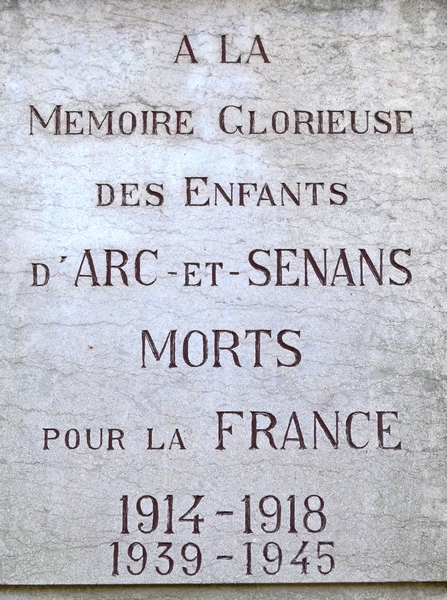 A LA
MEMOIRE GLORIEUSE
DES ENFANTS
D'ARC-ET-SENANS
MORTS
POUR LA FRANCE
1914-1918
1939-1945